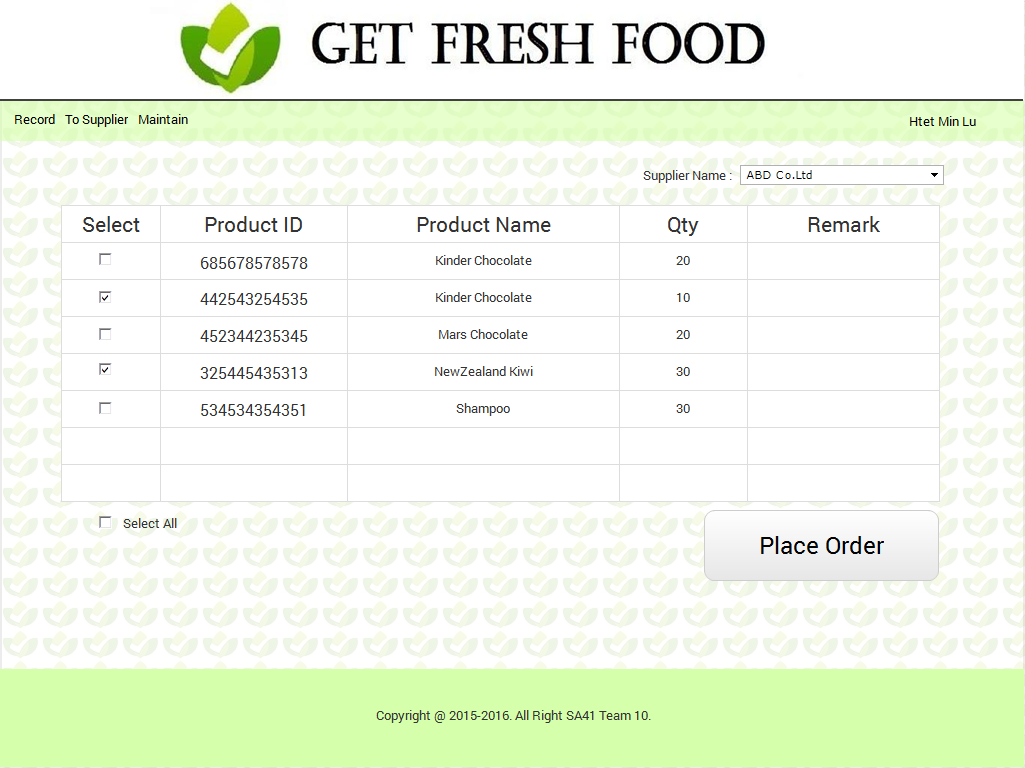 GET FRESH FOOD
Record To Supplier Maintain Htet Min Lu
Supplier Name : ABD Co.Ltd
Select Product ID Product Name Qty Remark
685678578578 Kinder Chocolate 20
442543254535 Kinder Chocolate 10
452344235345 Mars Chocolate 20
325445435313 NewZealand Kiwi 30
534534354351 Shampoo 30
Select All
Place Order
Copyright @ 2015-2016. All Right SA41 Team 10.